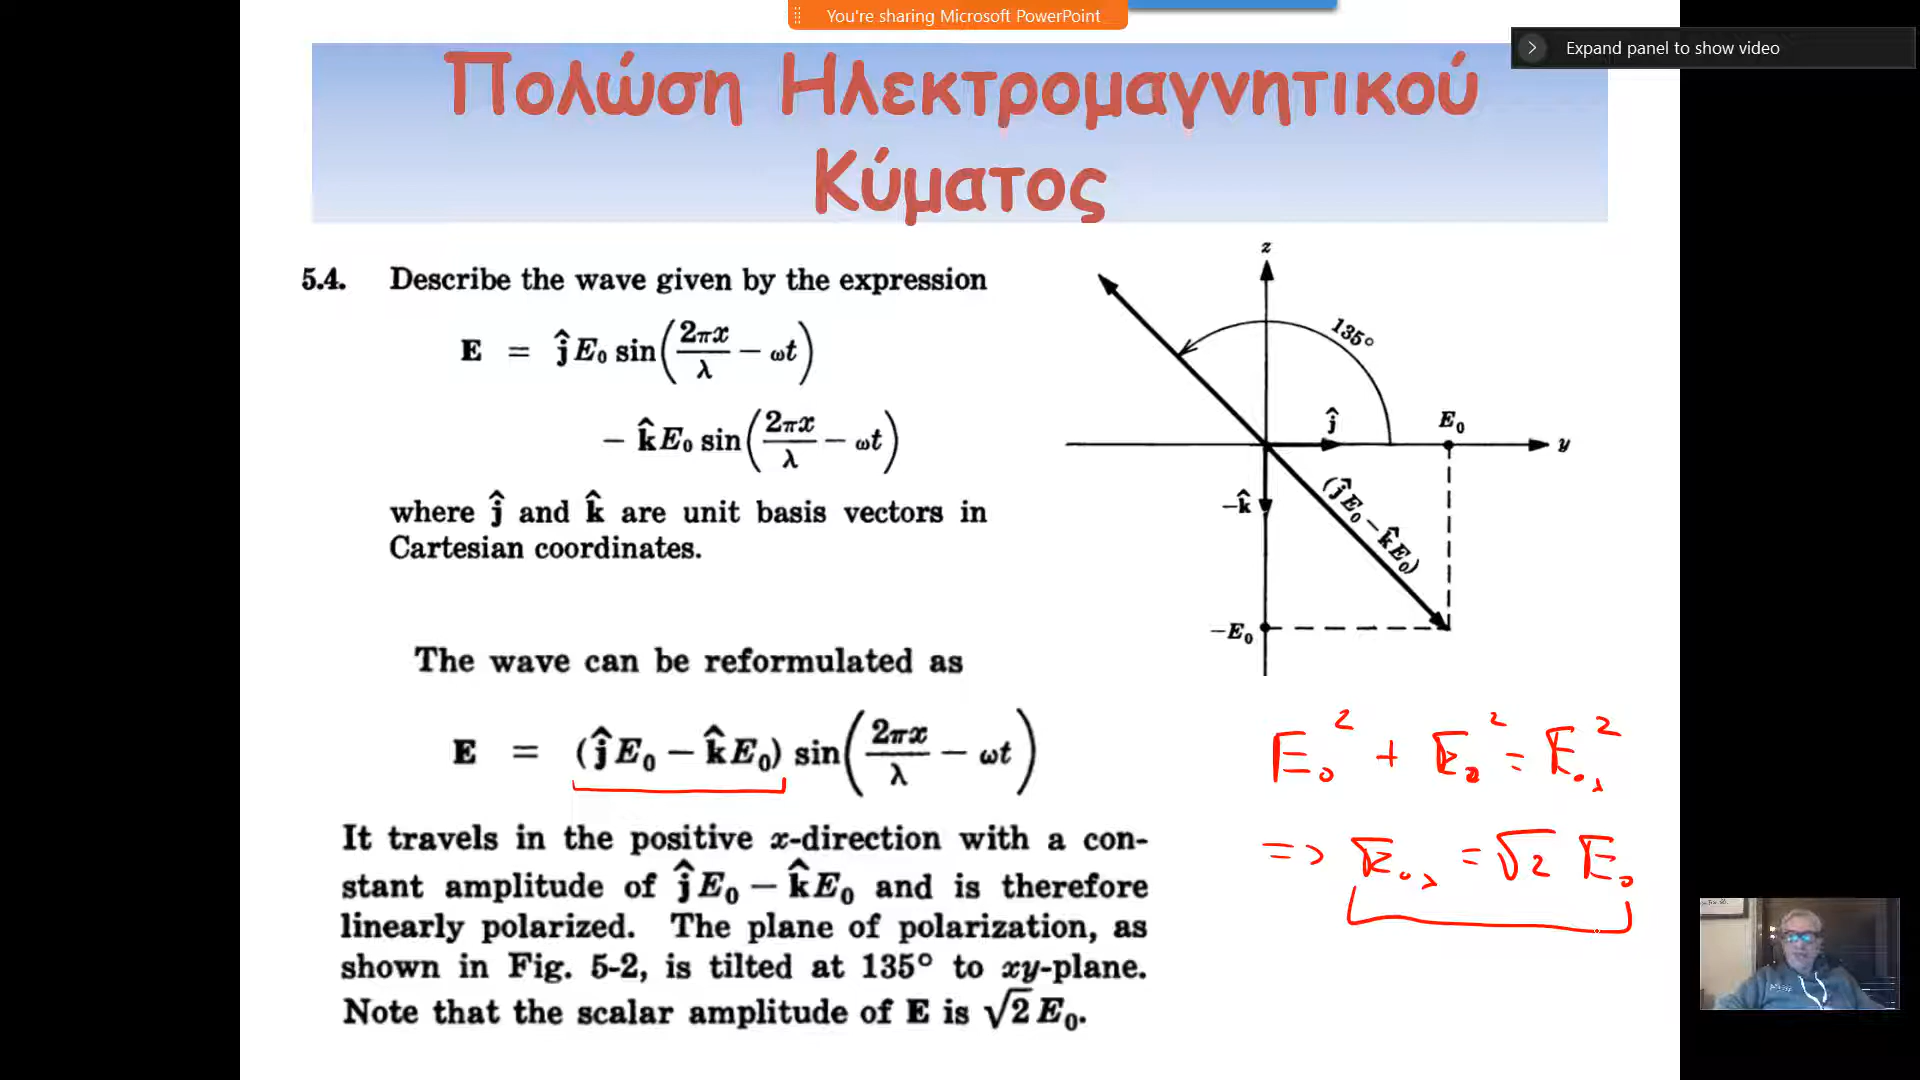 You're sharing Microsoft PowerPoint
Expand panel to show video
Πολώση Ηλεκτρομαγνητικού
Κύματος
5.4. Describe the wave given by the expression
E = ĵE₀ sin(2πx/λ − ωt)
− k̂E₀ sin(2πx/λ − ωt)
where ĵ and k̂ are unit basis vectors in
Cartesian coordinates.
The wave can be reformulated as
E = (ĵE₀ − k̂E₀) sin(2πx/λ − ωt)
It travels in the positive x-direction with a con-
stant amplitude of ĵE₀ − k̂E₀ and is therefore
linearly polarized. The plane of polarization, as
shown in Fig. 5-2, is tilted at 135° to xy-plane.
Note that the scalar amplitude of E is √2 E₀.
z
135°
ĵ
E₀
y
−k̂
(ĵE₀ − k̂E₀)
−E₀
E₀² + E₀² =
=> = √2 E₀